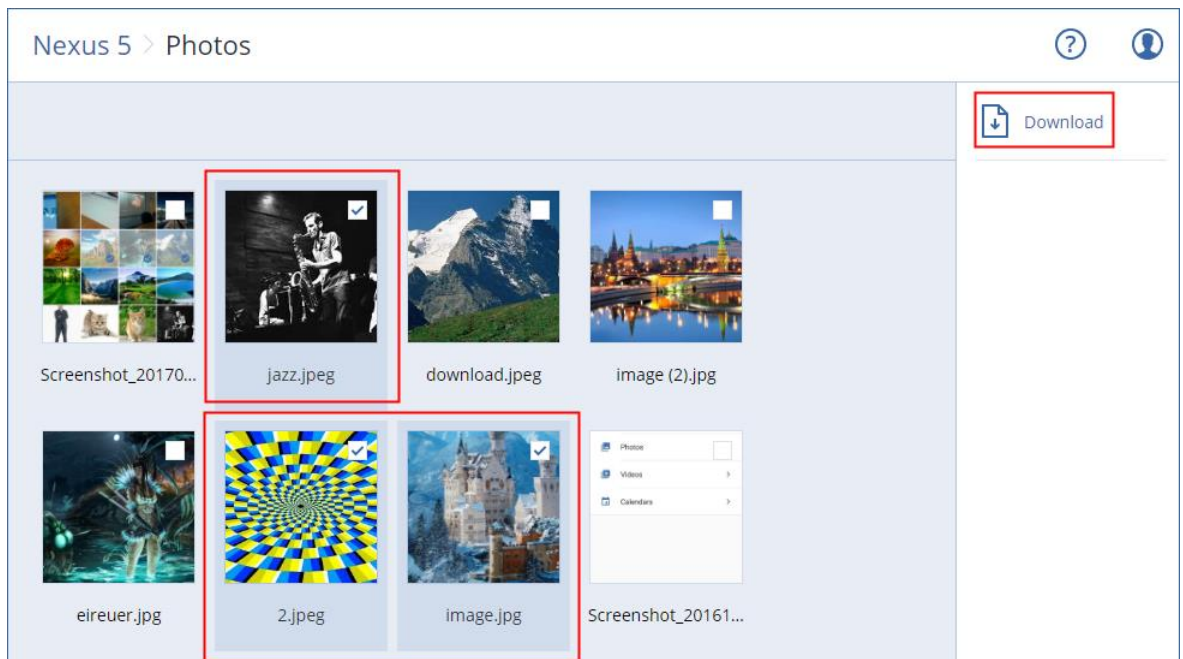 Nexus 5 > Photos
?
Download
Screenshot_20170...
jazz.jpeg
download.jpeg
image (2).jpg
Photos
Videos
Calendars
eireuer.jpg
2.jpeg
image.jpg
Screenshot_20161...